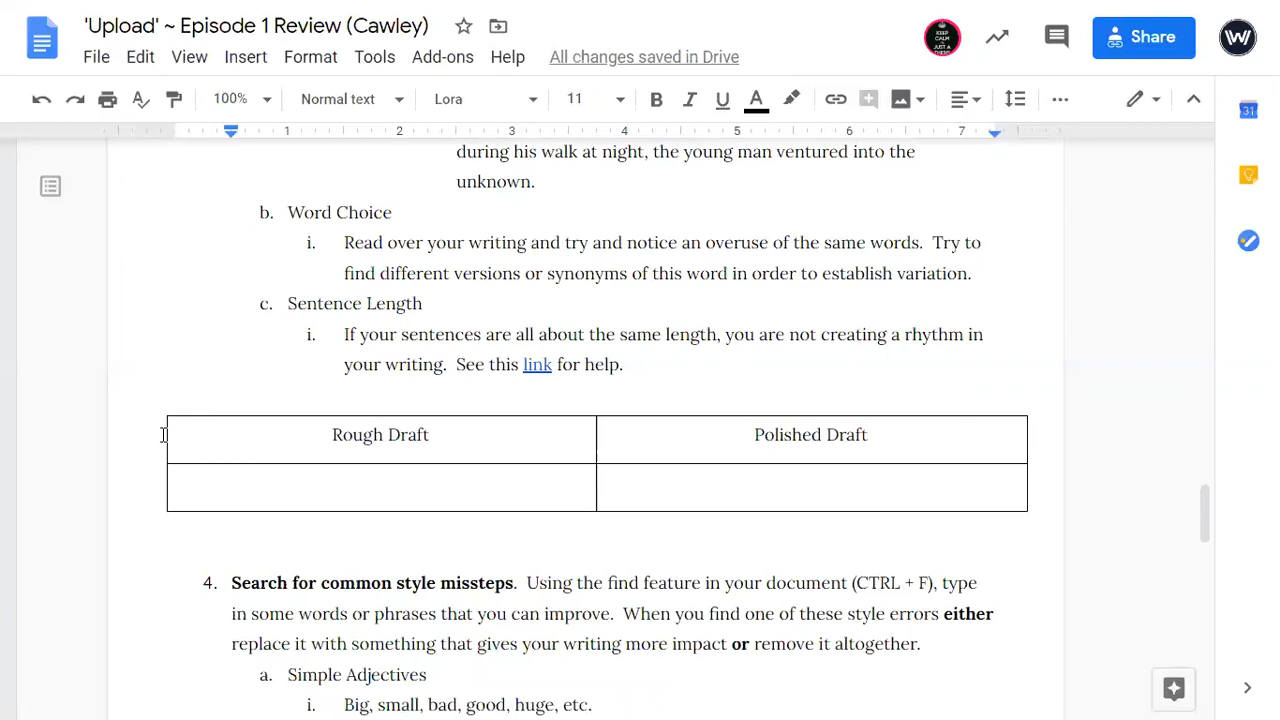 'Upload' ~ Episode 1 Review (Cawley)
File Edit View Insert Format Tools Add-ons Help All changes saved in Drive
Share
100% Normal text Lora 11
1 2 3 4 5 6 7
during his walk at night, the young man ventured into the
unknown.
b. Word Choice
i. Read over your writing and try and notice an overuse of the same words. Try to
find different versions or synonyms of this word in order to establish variation.
c. Sentence Length
i. If your sentences are all about the same length, you are not creating a rhythm in
your writing. See this link for help.
Rough Draft Polished Draft
4. Search for common style missteps. Using the find feature in your document (CTRL + F), type
in some words or phrases that you can improve. When you find one of these style errors either
replace it with something that gives your writing more impact or remove it altogether.
a. Simple Adjectives
i. Big, small, bad, good, huge, etc.